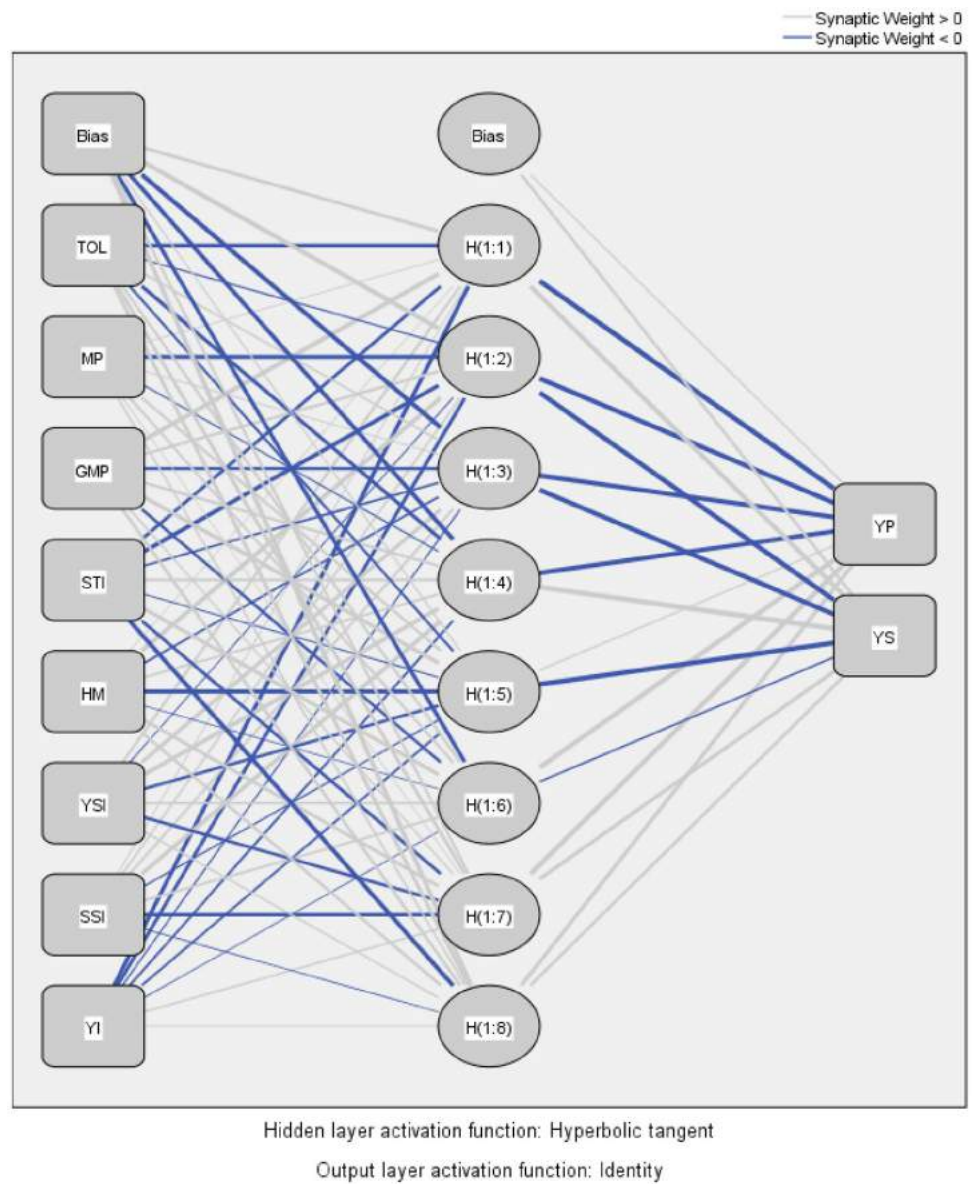 Synaptic Weight > 0
Synaptic Weight < 0
Bias
TOL
MP
GMP
STI
HM
YSI
SSI
YI
Bias
H(1:1)
H(1:2)
H(1:3)
H(1:4)
H(1:5)
H(1:6)
H(1:7)
H(1:8)
YP
YS
Hidden layer activation function: Hyperbolic tangent
Output layer activation function: Identity